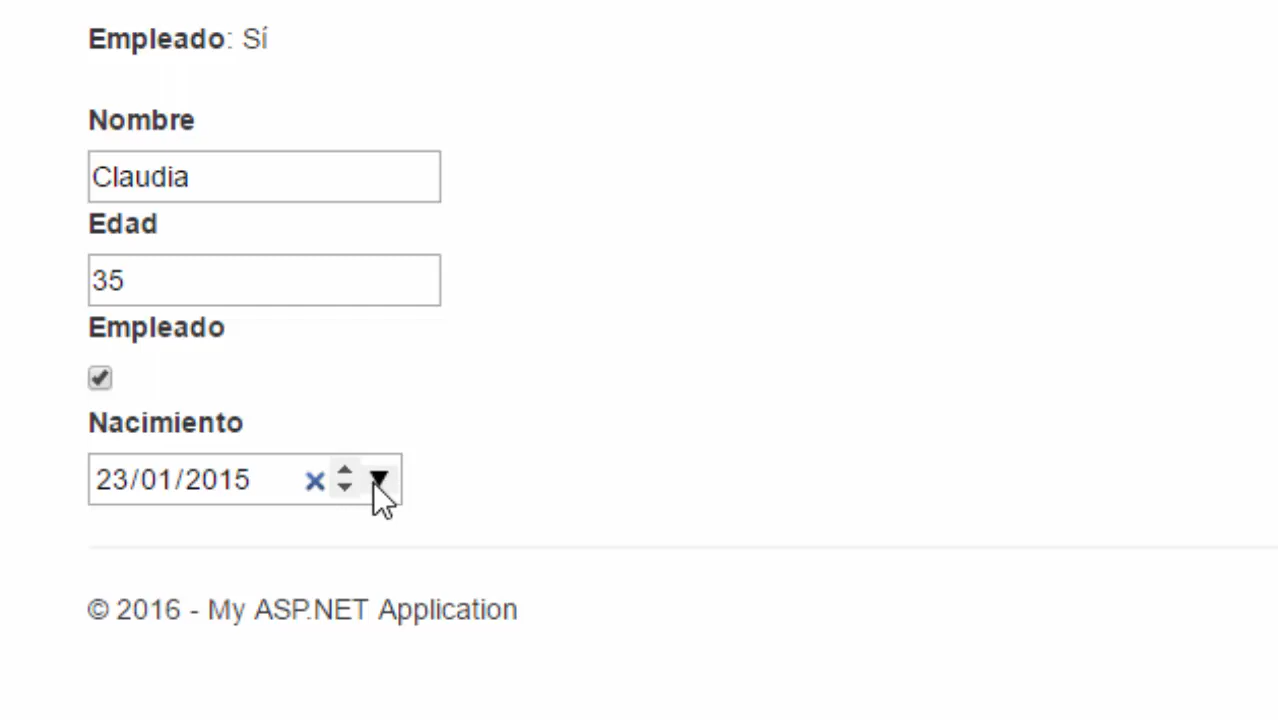 Empleado: Sí
Nombre
Claudia
Edad
35
Empleado
Nacimiento
23/01/2015
© 2016 - My ASP.NET Application